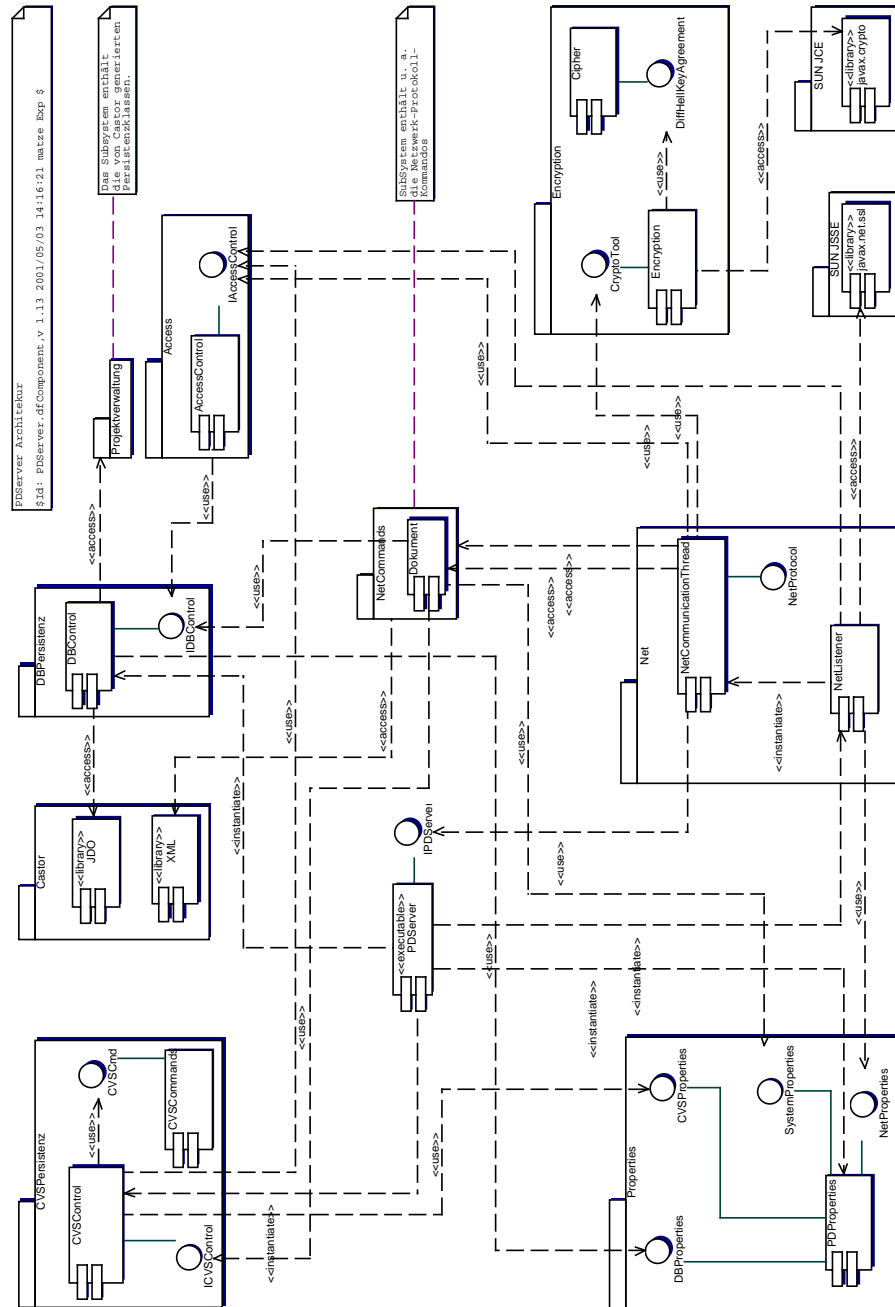 PDServer Architekur
$Id: PDServer.dfComponent,v 1.13 2001/05/03 14:16:21 matze Exp $
Das Subsystem enthält
die von Castor generierten
Persistenzklassen.
SubSystem enthält u. a.
die Netzwerk-Protokoll-
Kommandos
CVSPersistenz
CVSControl
<<use>>
CVSCmd
CVSCommands
ICVSControl
<<instantiate>>
Castor
<<library>>
JDO
<<library>>
XML
<<access>>
<<instantiate>>
DBPersistenz
DBControl
IDBControl
<<access>>
<<use>>
<<use>>
Projektverwaltung
Access
AccessControl
IAccessControl
<<use>>
<<use>>
<<executable>>
PDServer
IPDServer
<<access>>
NetCommands
Dokument
<<use>>
<<use>>
<<use>>
<<use>>
<<access>>
<<access>>
<<use>>
<<use>>
<<use>>
Encryption
Cipher
DiffHellKeyAgreement
<<use>>
CryptoTool
Encryption
<<access>>
SUN JCE
<<library>>
javax.crypto
SUN JSSE
<<library>>
javax.net.ssl
<<access>>
Net
NetCommunicationThread
NetProtocol
<<instantiate>>
NetListener
<<use>>
<<instantiate>>
<<instantiate>>
Properties
CVSProperties
SystemProperties
NetProperties
DBProperties
PDProperties